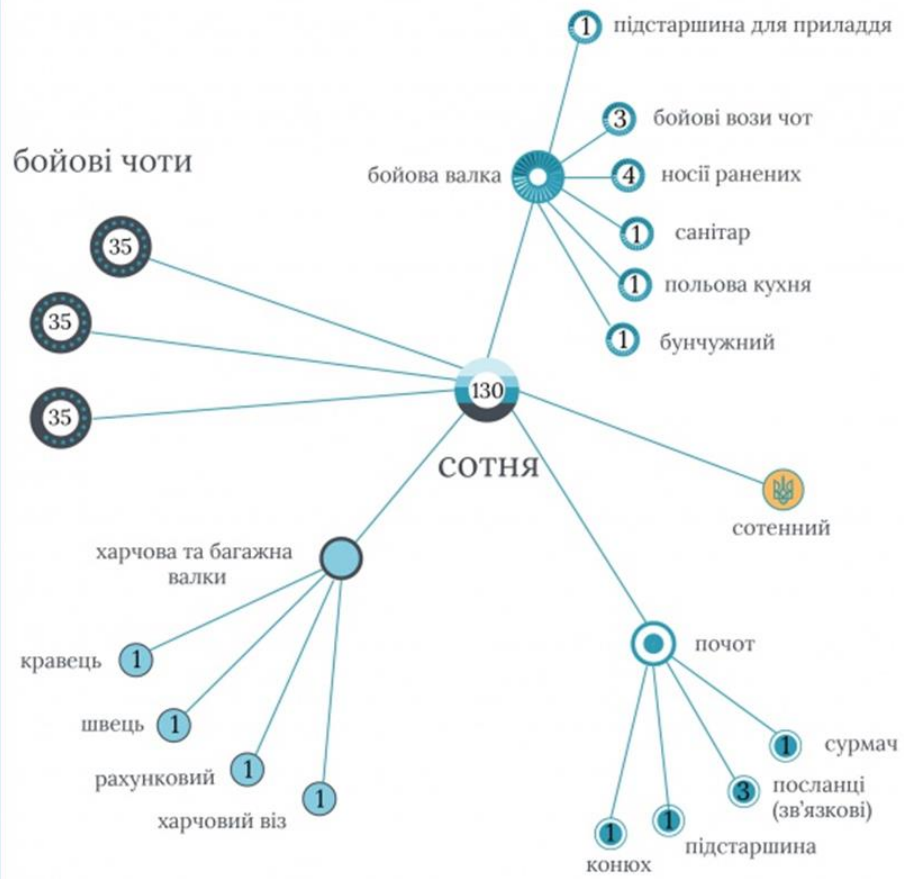 1 підстаршина для приладдя
3 бойові вози чот
бойові чоти
бойова валка
4 носії ранених
1 санітар
35
1 польова кухня
35
1 бунчужний
130
35
сотня
сотенний
харчова та багажна
валки
почот
кравець 1
швець 1
1 сурмач
рахунковий 1
3 посланці
(зв'язкові)
харчовий віз 1
1 підстаршина
1 конюх